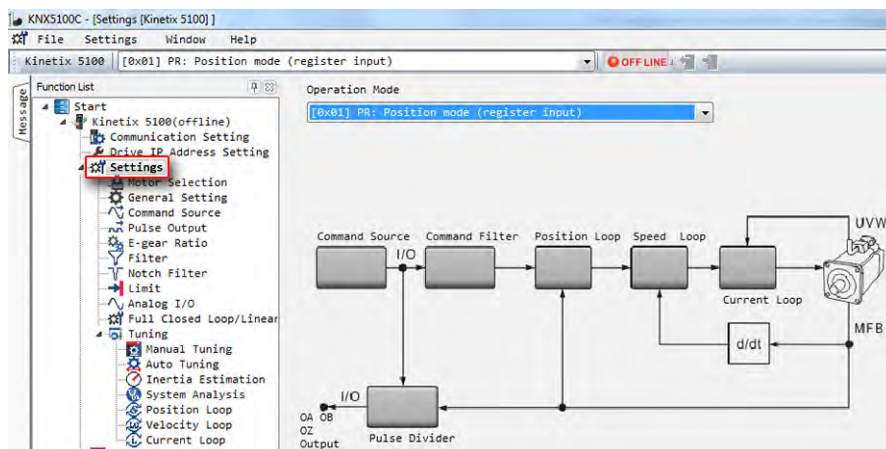 KNX5100C - [Settings [Kinetix 5100] ]
File Settings Window Help
Kinetix 5100 [0x01] PR: Position mode (register input) OFF LINE
Message
Function List
Start
Kinetix 5100(offline)
Communication Setting
Drive IP Address Setting
Settings
Motor Selection
General Setting
Command Source
Pulse Output
E-gear Ratio
Filter
Notch Filter
Limit
Analog I/O
Full Closed Loop/Linear
Tuning
Manual Tuning
Auto Tuning
Inertia Estimation
System Analysis
Position Loop
Velocity Loop
Current Loop
Operation Mode
[0x01] PR: Position mode (register input)
UVW
Command Source Command Filter Position Loop Speed Loop
I/O
Current Loop
MFB
d/dt
I/O
OA OB
OZ
Output
Pulse Divider